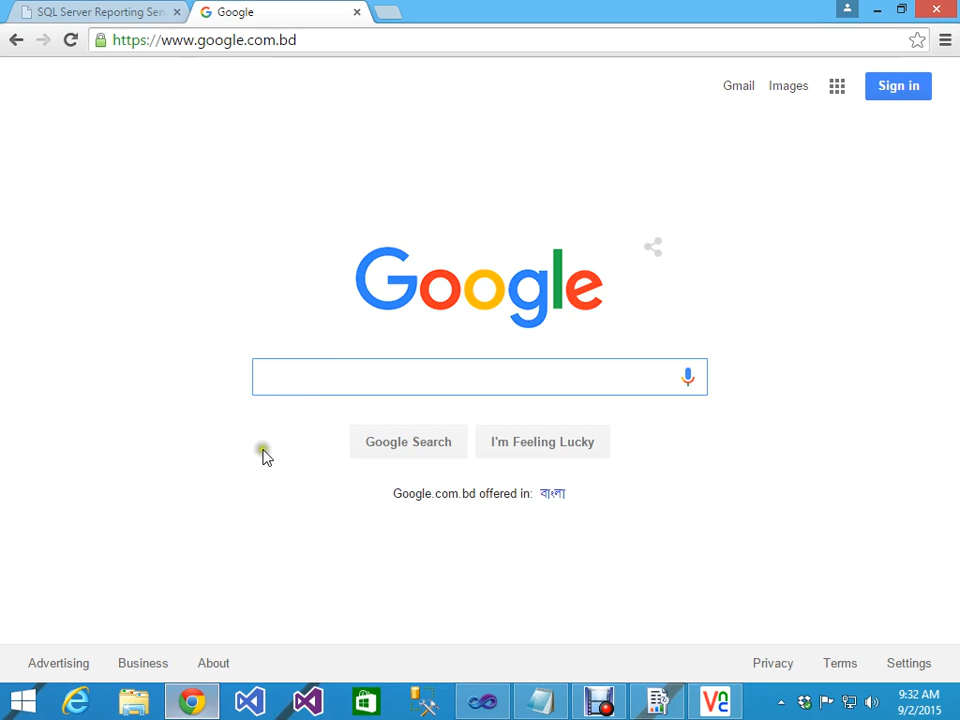 SQL Server Reporting Serv
Google
https://www.google.com.bd
Gmail Images Sign in
Google
Google Search I'm Feeling Lucky
Google.com.bd offered in: বাংলা
Advertising Business About Privacy Terms Settings
9:32 AM
9/2/2015